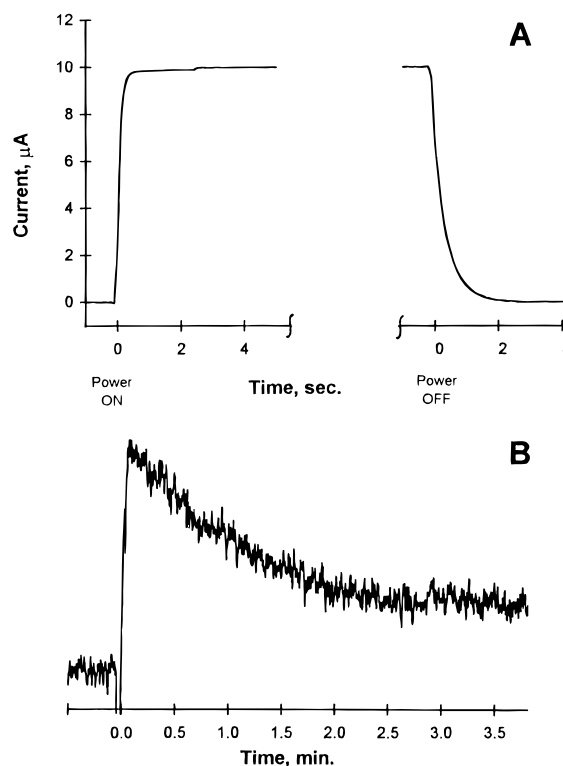 A
12
10
8
6
4
2
0
Current, μA
0 2 4 0 2 4
Power ON
Time, sec.
Power OFF
B
0.0 0.5 1.0 1.5 2.0 2.5 3.0 3.5
Time, min.